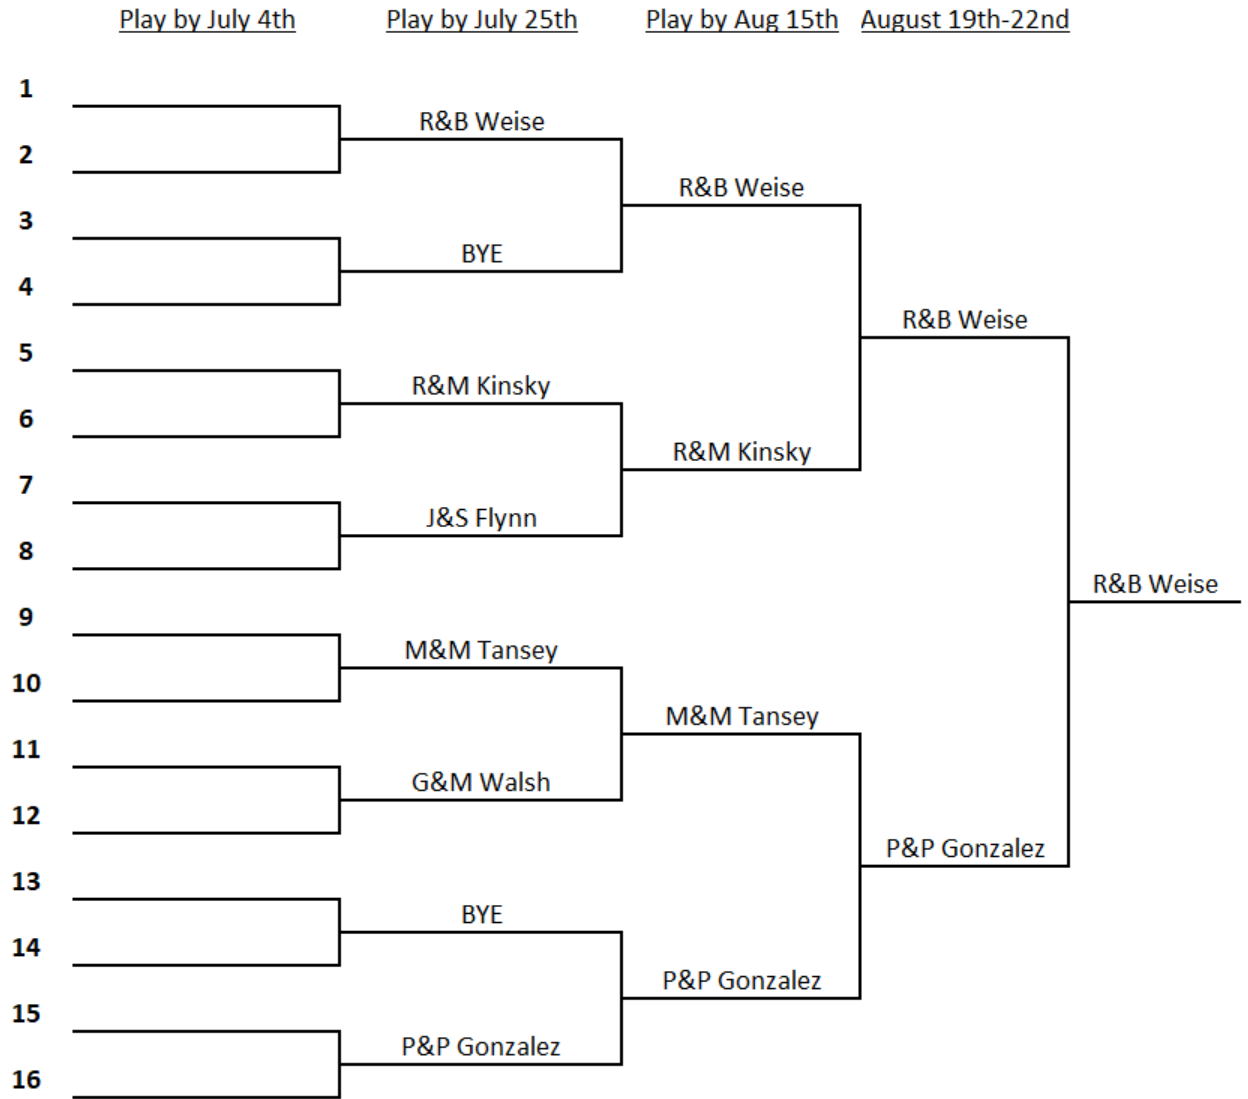 Play by July 4th Play by July 25th Play by Aug 15th August 19th-22nd
1
R&B Weise
2
R&B Weise
3
BYE
4
R&B Weise
5
R&M Kinsky
6
R&M Kinsky
7
J&S Flynn
8
R&B Weise
9
M&M Tansey
10
M&M Tansey
11
G&M Walsh
12
P&P Gonzalez
13
BYE
14
P&P Gonzalez
15
P&P Gonzalez
16